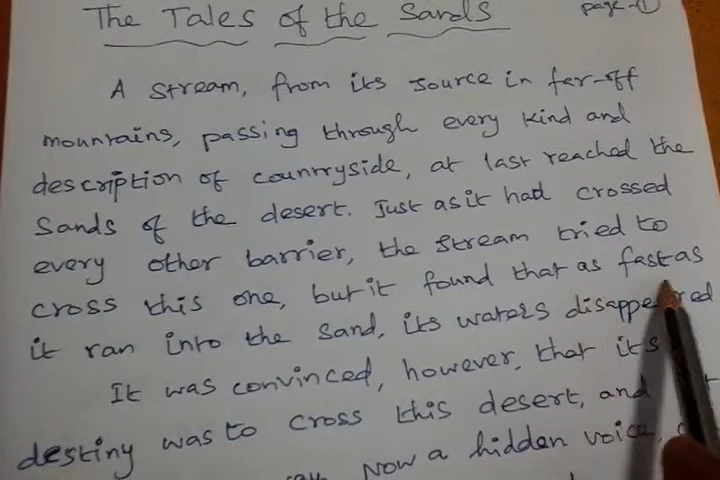 The Tales of the Sands
page-①
A stream, from its source in far-off
mountains, passing through every kind and
description of countryside, at last reached the
Sands of the desert. Just as it had crossed
every other barrier, the stream tried to
cross this one, but it found that as fast as
it ran into the sand, its waters disappeared
It was convinced, however, that its
destiny was to cross this desert, and
Now a hidden voice,